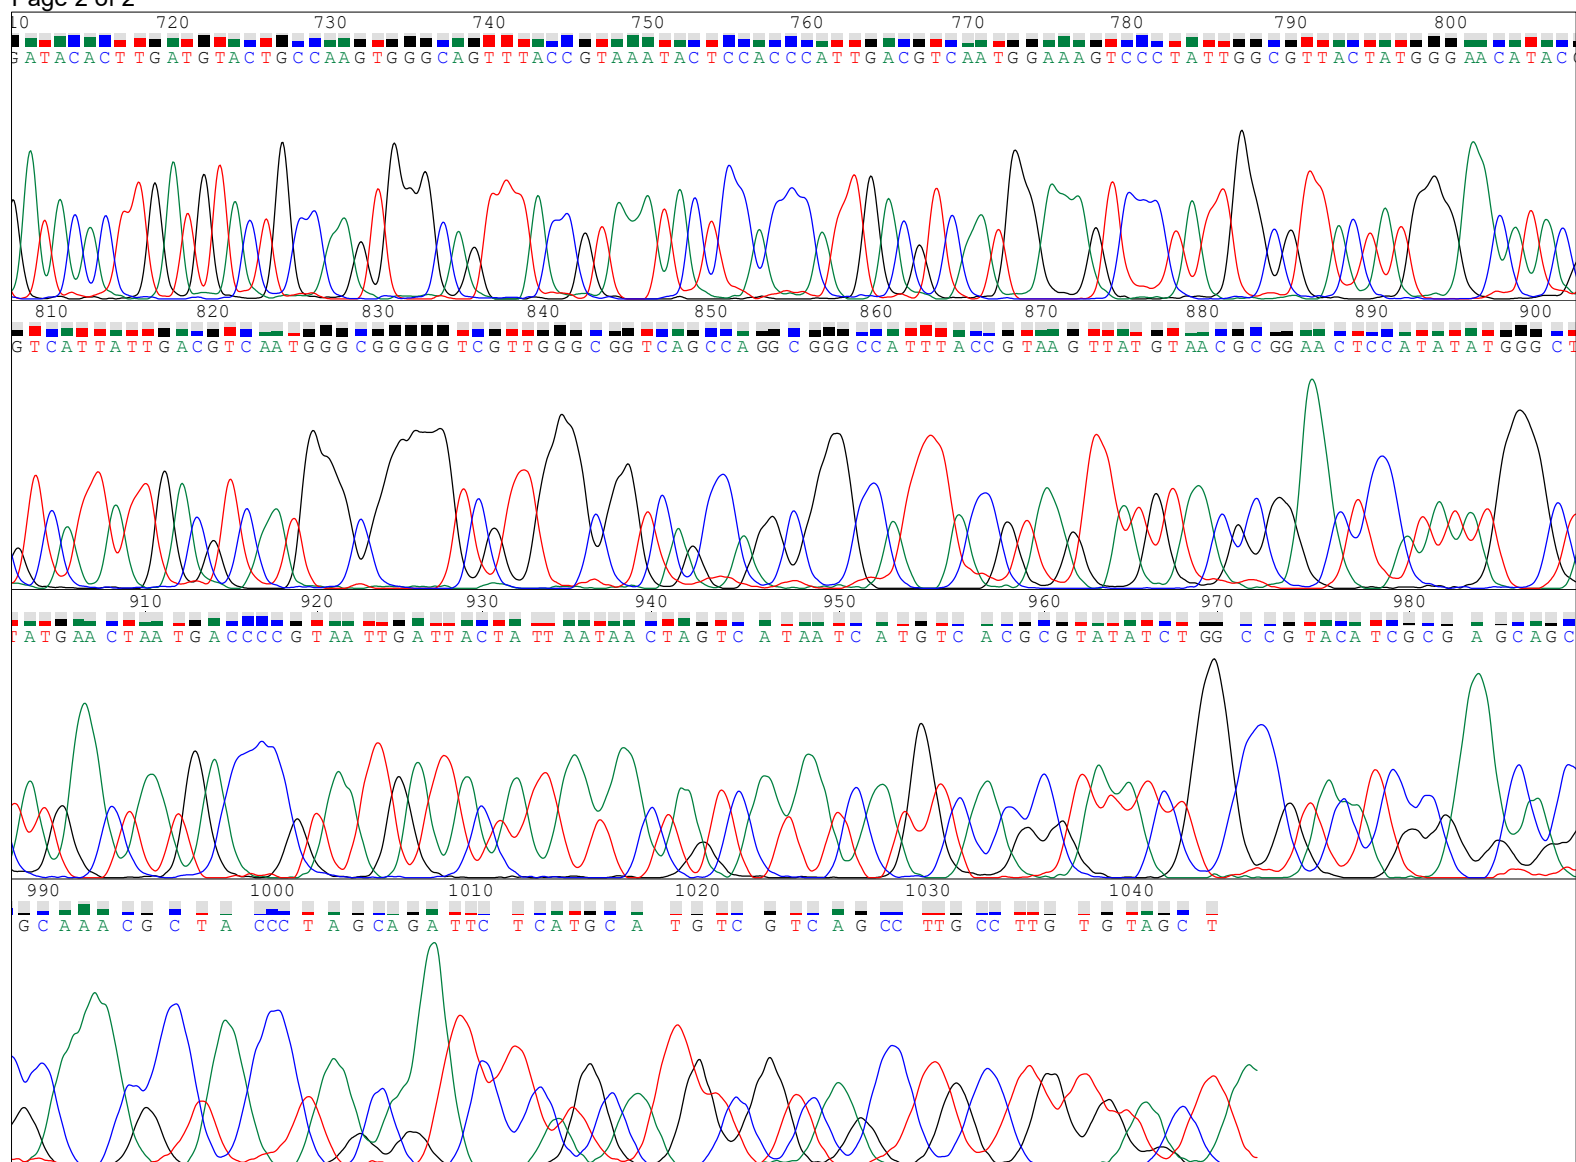 Page 2 of 2
10 720 730 740 750 760 770 780 790 800
GATACACTTGATGTACTGCCAAGTGGGCAGTTTACCGTAAATACTCCACCCATTGACGTCAATGGAAAGTCCCTATTGGCGTTACTATGGGAACATAC
810 820 830 840 850 860 870 880 890 900
GTCATTATTGACGTCAATGGGCGGGGGTCGTTGGGCGGTCAGCCAGGCGGGCCATTTACCGTAAGTTATGTAACGCGGAACTCCATATATGGGCT
910 920 930 940 950 960 970 980
TATGAACTAATGACCCCGTAATTGATTACTATTAATAACTAGTCATAATCATGTCACGCGTATATCTGGCCGTACATCGCGAGCAGC
990 1000 1010 1020 1030 1040
GCAAACGCTACCCTAGCAGATTCTCATGCATGTCGTCAGCCTTGCCTTGTGTAGCT